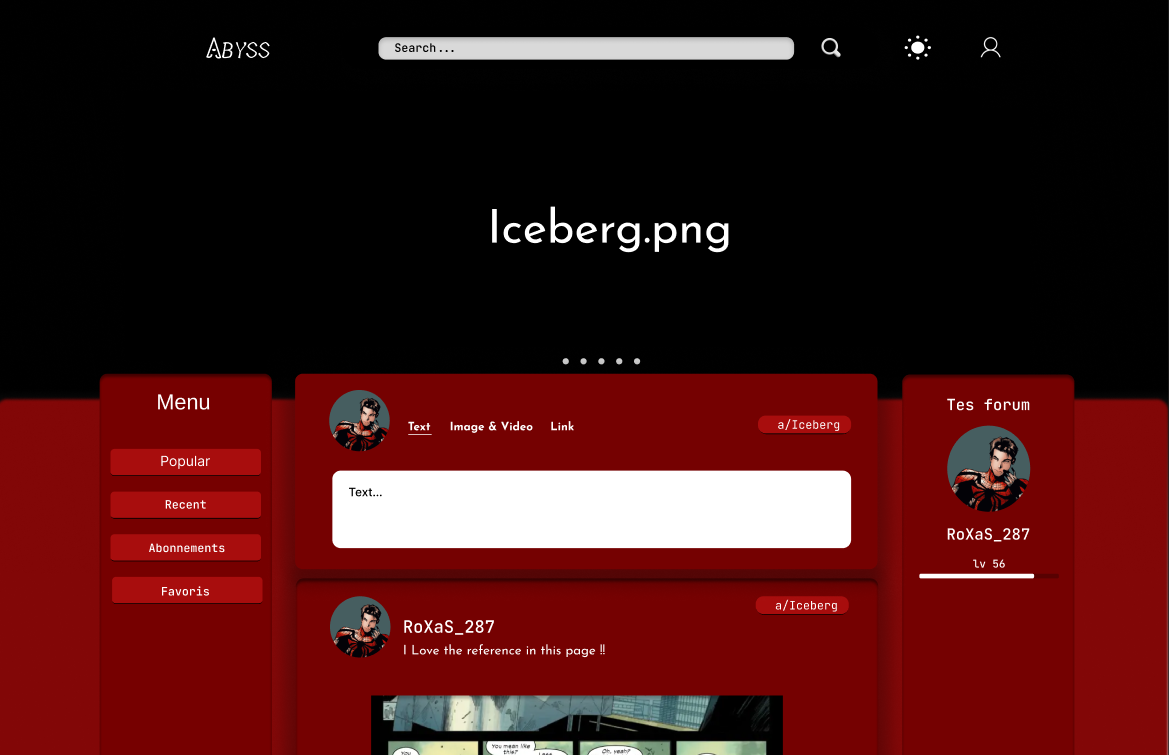 Abyss
Search...
Iceberg.png
Menu
Popular
Recent
Abonnements
Favoris
Text Image & Video Link
a/Iceberg
Text...
RoXaS_287
I Love the reference in this page !!
a/Iceberg
You mean like this?
Oh, yeah?
Tes forum
RoXaS_287
lv 56